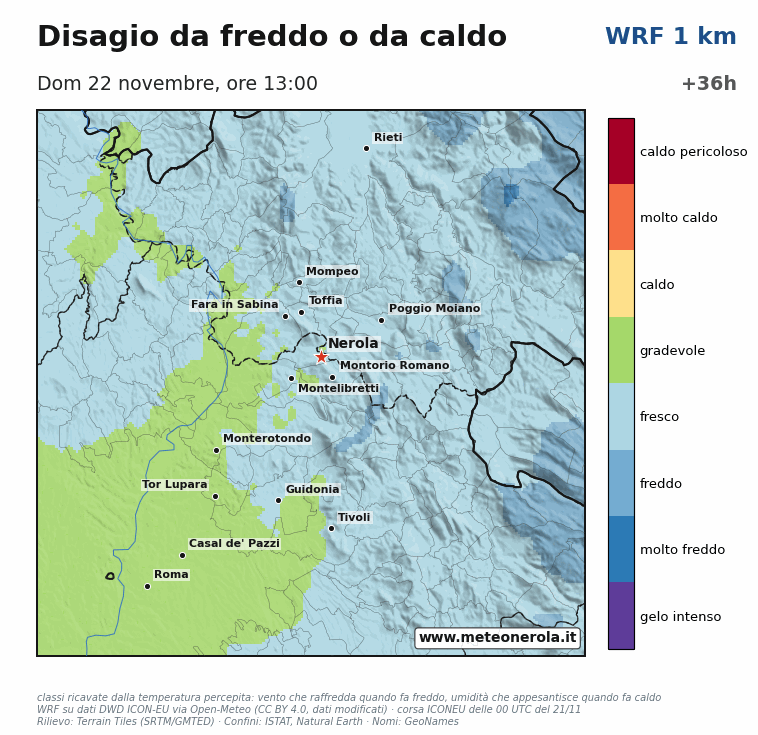 Disagio da freddo o da caldo
WRF 1 km
Dom 22 novembre, ore 13:00
+36h
Rieti
Mompeo
Fara in Sabina
Toffia
Poggio Moiano
Nerola
Montorio Romano
Montelibretti
Monterotondo
Tor Lupara
Guidonia
Tivoli
Casal de' Pazzi
Roma
www.meteonerola.it
caldo pericoloso
molto caldo
caldo
gradevole
fresco
freddo
molto freddo
gelo intenso
classi ricavate dalla temperatura percepita: vento che raffredda quando fa freddo, umidità che appesantisce quando fa caldo
WRF su dati DWD ICON-EU via Open-Meteo (CC BY 4.0, dati modificati) · corsa ICONEU delle 00 UTC del 21/11
Rilievo: Terrain Tiles (SRTM/GMTED) · Confini: ISTAT, Natural Earth · Nomi: GeoNames